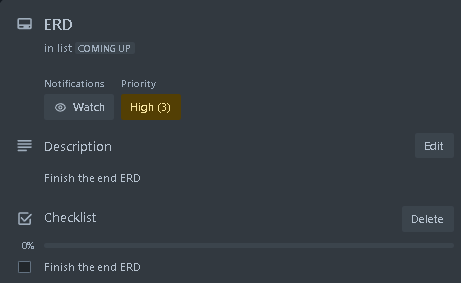 ERD
in list COMING UP
Notifications Priority
Watch High (3)
Description Edit
Finish the end ERD
Checklist Delete
0%
Finish the end ERD